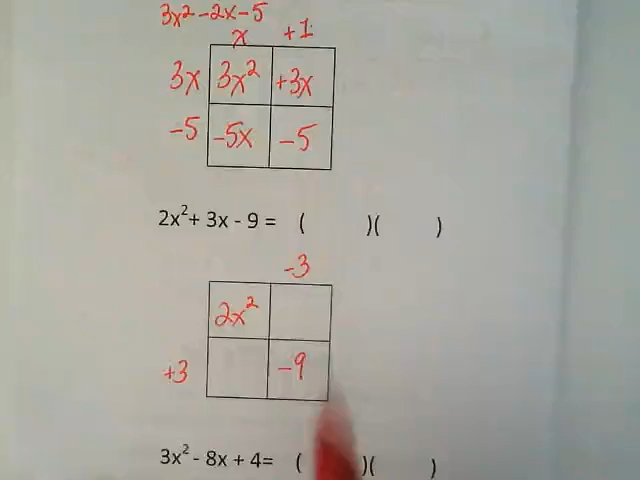 3x² - 2x - 5
x +1
3x 3x² +3x
-5 -5x -5
2x²+ 3x - 9 = ( )( )
-3
2x²
+3 -9
3x² - 8x + 4= ( )( )